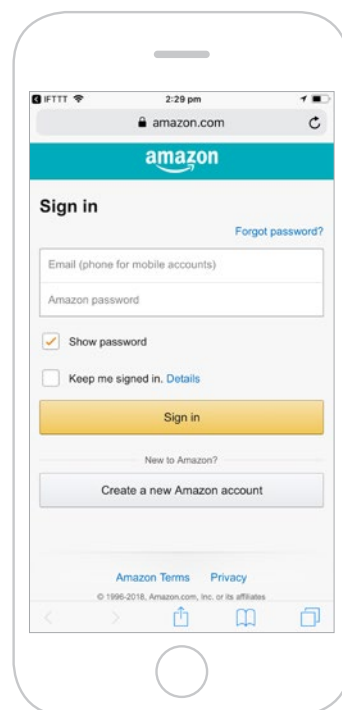 IFTTT 2:29 pm
amazon.com
amazon
Sign in
Forgot password?
Email (phone for mobile accounts)
Amazon password
Show password
Keep me signed in. Details
Sign in
New to Amazon?
Create a new Amazon account
Amazon Terms Privacy
© 1996-2018, Amazon.com, Inc. or its affiliates